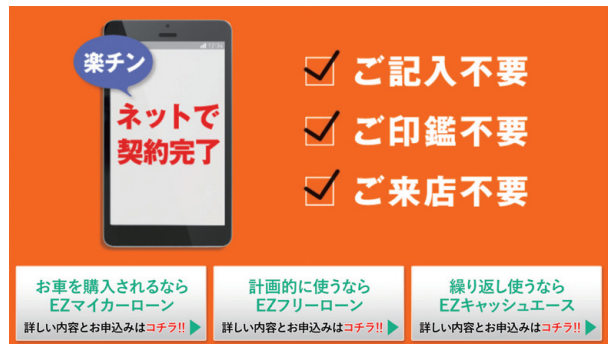 楽チン
ネットで
契約完了
ご記入不要
ご印鑑不要
ご来店不要
お車を購入されるなら
EZマイカーローン
詳しい内容とお申込みはコチラ!!
計画的に使うなら
EZフリーローン
詳しい内容とお申込みはコチラ!!
繰り返し使うなら
EZキャッシュエース
詳しい内容とお申込みはコチラ!!